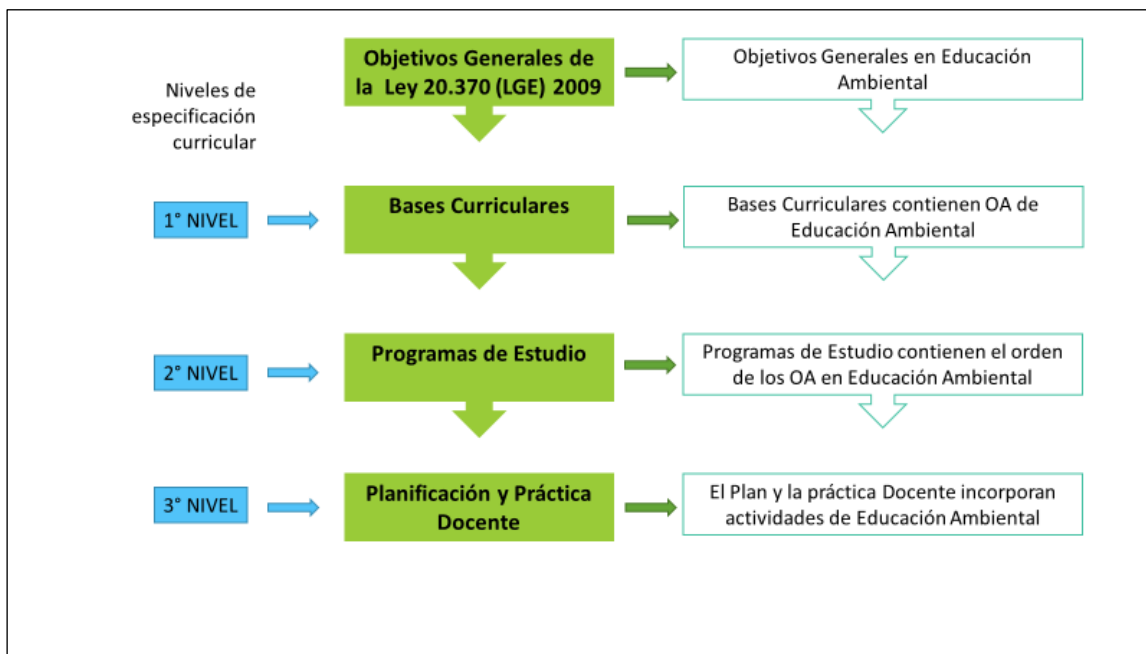 Objetivos Generales de
la Ley 20.370 (LGE) 2009
Objetivos Generales en Educación
Ambiental
Niveles de
especificación
curricular
1° NIVEL
Bases Curriculares
Bases Curriculares contienen OA de
Educación Ambiental
2° NIVEL
Programas de Estudio
Programas de Estudio contienen el orden
de los OA en Educación Ambiental
3° NIVEL
Planificación y Práctica
Docente
El Plan y la práctica Docente incorporan
actividades de Educación Ambiental